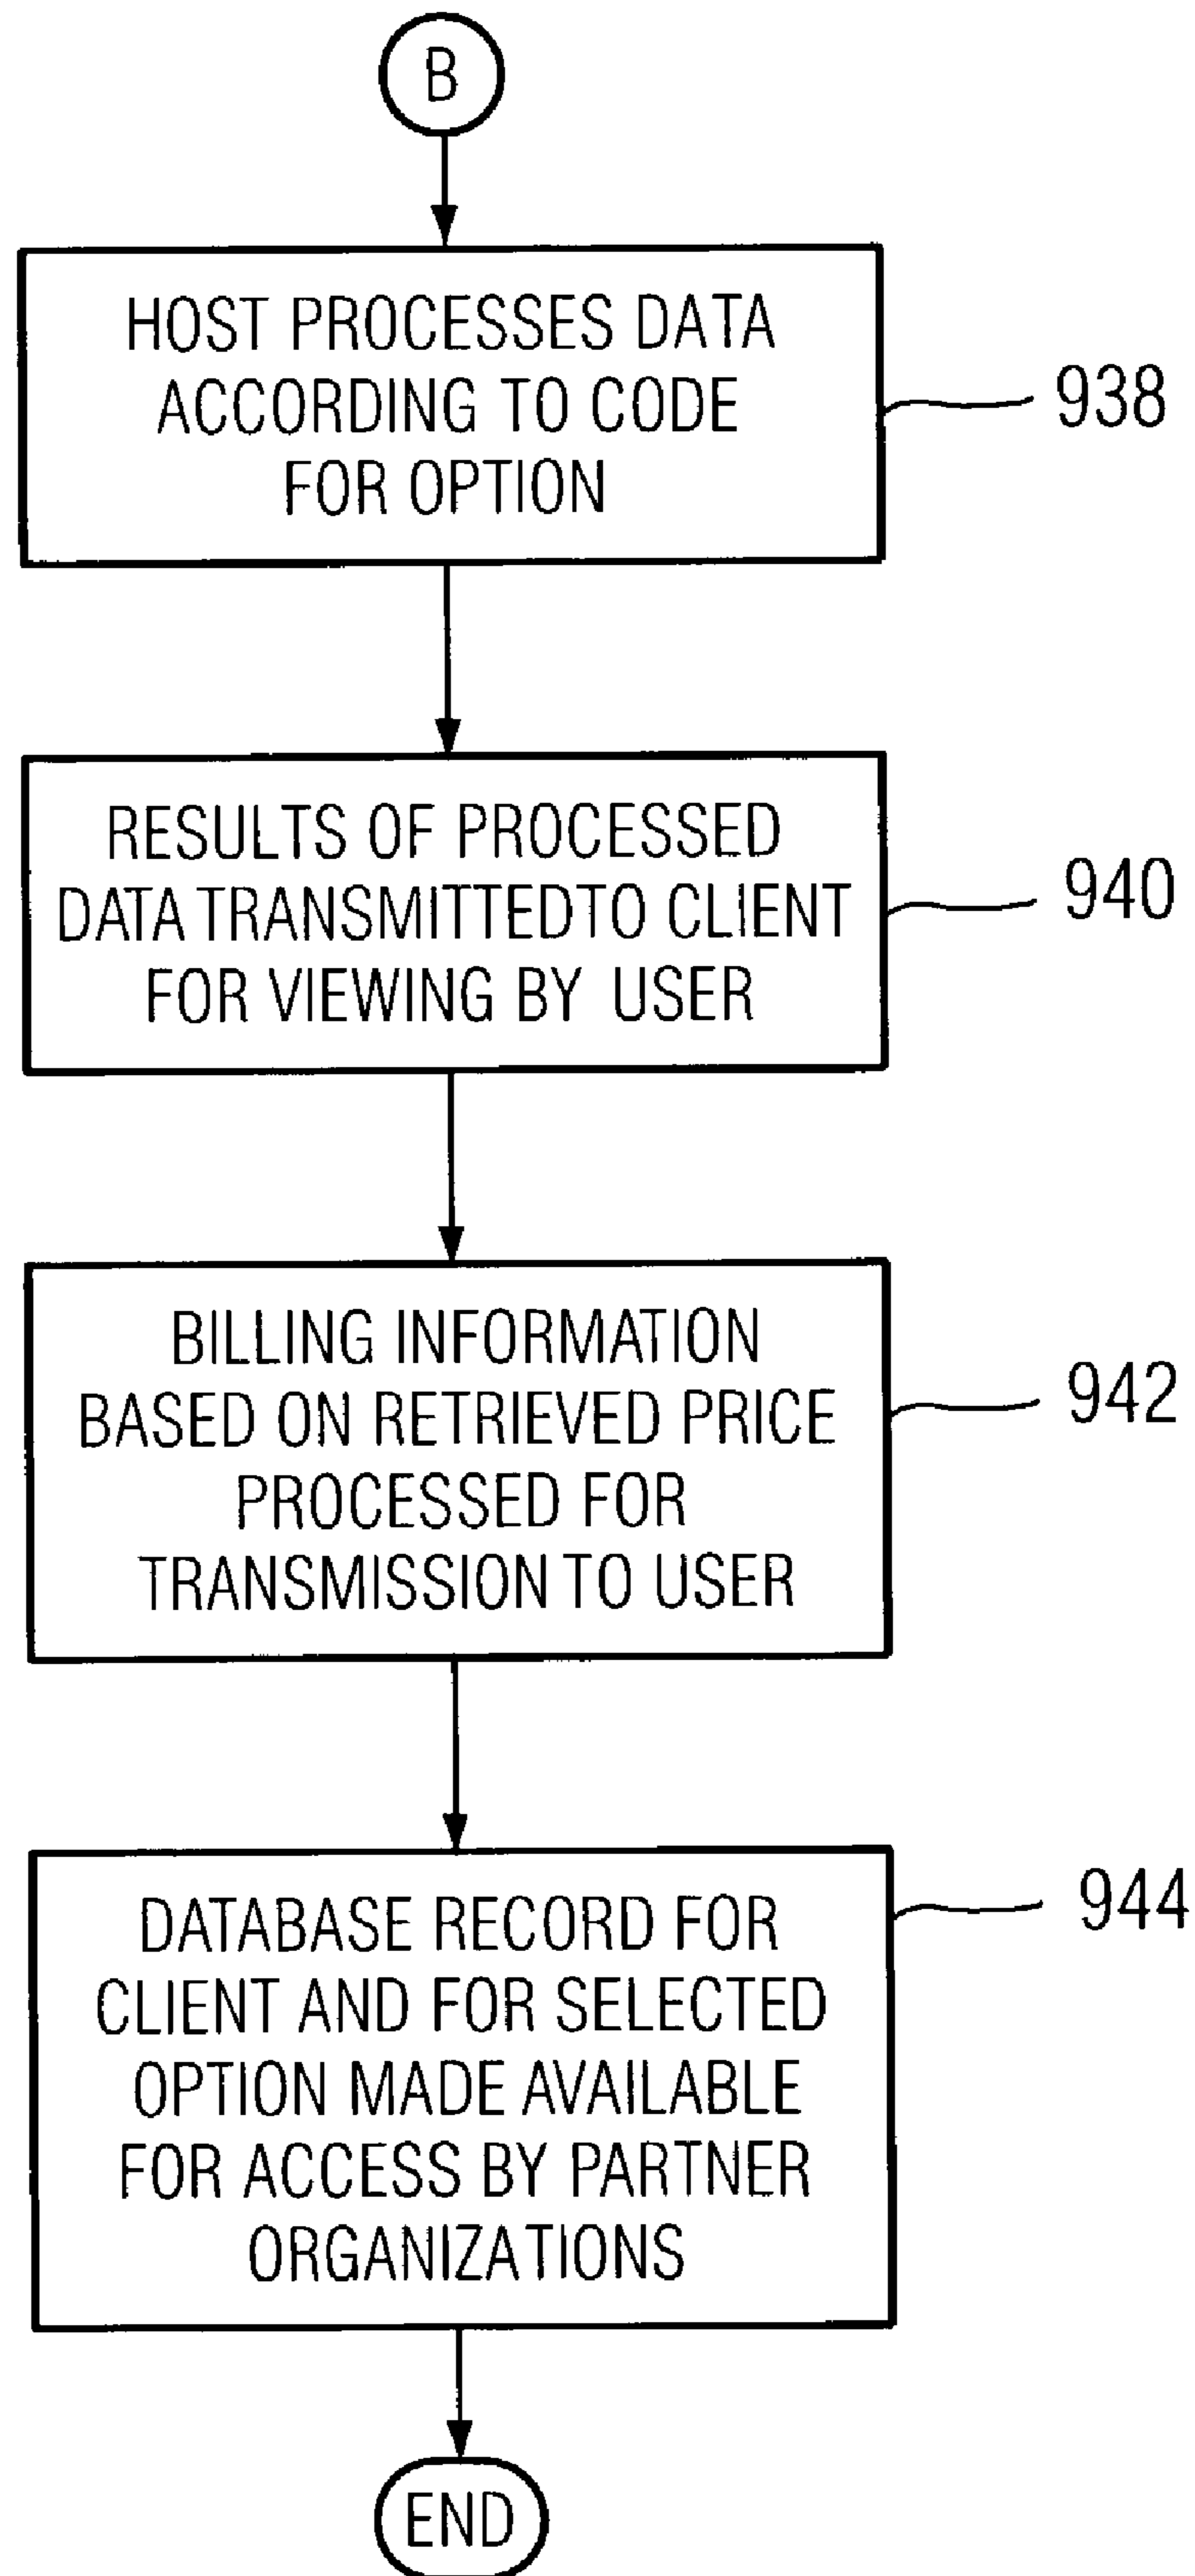 B
HOST PROCESSES DATA
ACCORDING TO CODE
FOR OPTION
938
RESULTS OF PROCESSED
DATA TRANSMITTEDTO CLIENT
FOR VIEWING BY USER
940
BILLING INFORMATION
BASED ON RETRIEVED PRICE
PROCESSED FOR
TRANSMISSION TO USER
942
DATABASE RECORD FOR
CLIENT AND FOR SELECTED
OPTION MADE AVAILABLE
FOR ACCESS BY PARTNER
ORGANIZATIONS
944
END